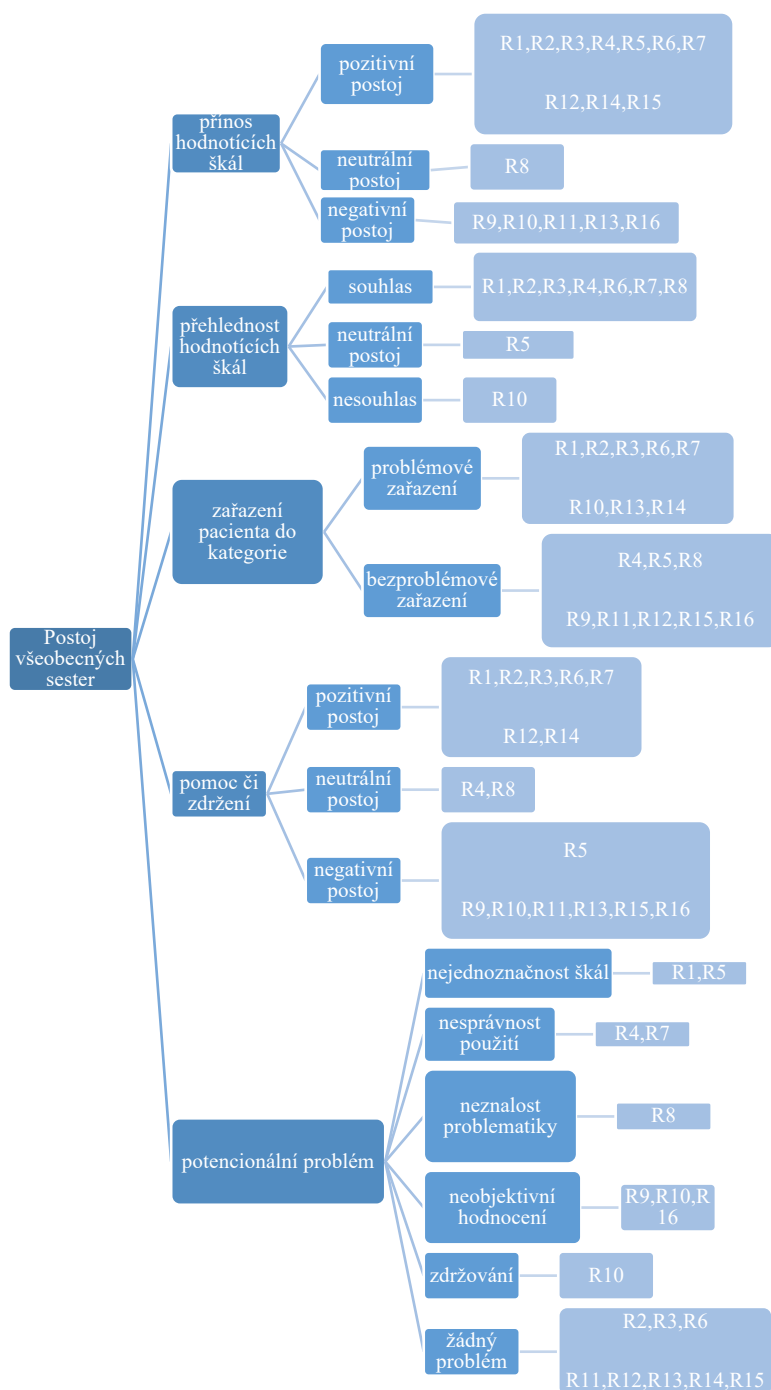 Postoj
všeobecných
sester
přínos
hodnotících
škál
pozitivní
postoj
R1,R2,R3,R4,R5,R6,R7
R12,R14,R15
neutrální
postoj
R8
negativní
postoj
R9,R10,R11,R13,R16
přehlednost
hodnotících
škál
souhlas
R1,R2,R3,R4,R6,R7,R8
neutrální
postoj
R5
nesouhlas
R10
zařazení
pacienta do
kategorie
problémové
zařazení
R1,R2,R3,R6,R7
R10,R13,R14
bezproblémové
zařazení
R4,R5,R8
R9,R11,R12,R15,R16
pomoc či
zdržení
pozitivní
postoj
R1,R2,R3,R6,R7
R12,R14
neutrální
postoj
R4,R8
negativní
postoj
R5
R9,R10,R11,R13,R15,R16
potencionální problém
nejednoznačnost škál
R1,R5
nesprávnost
použití
R4,R7
neznalost
problematiky
R8
neobjektivní
hodnocení
R9,R10,R
16
zdržování
R10
žádný
problém
R2,R3,R6
R11,R12,R13,R14,R15